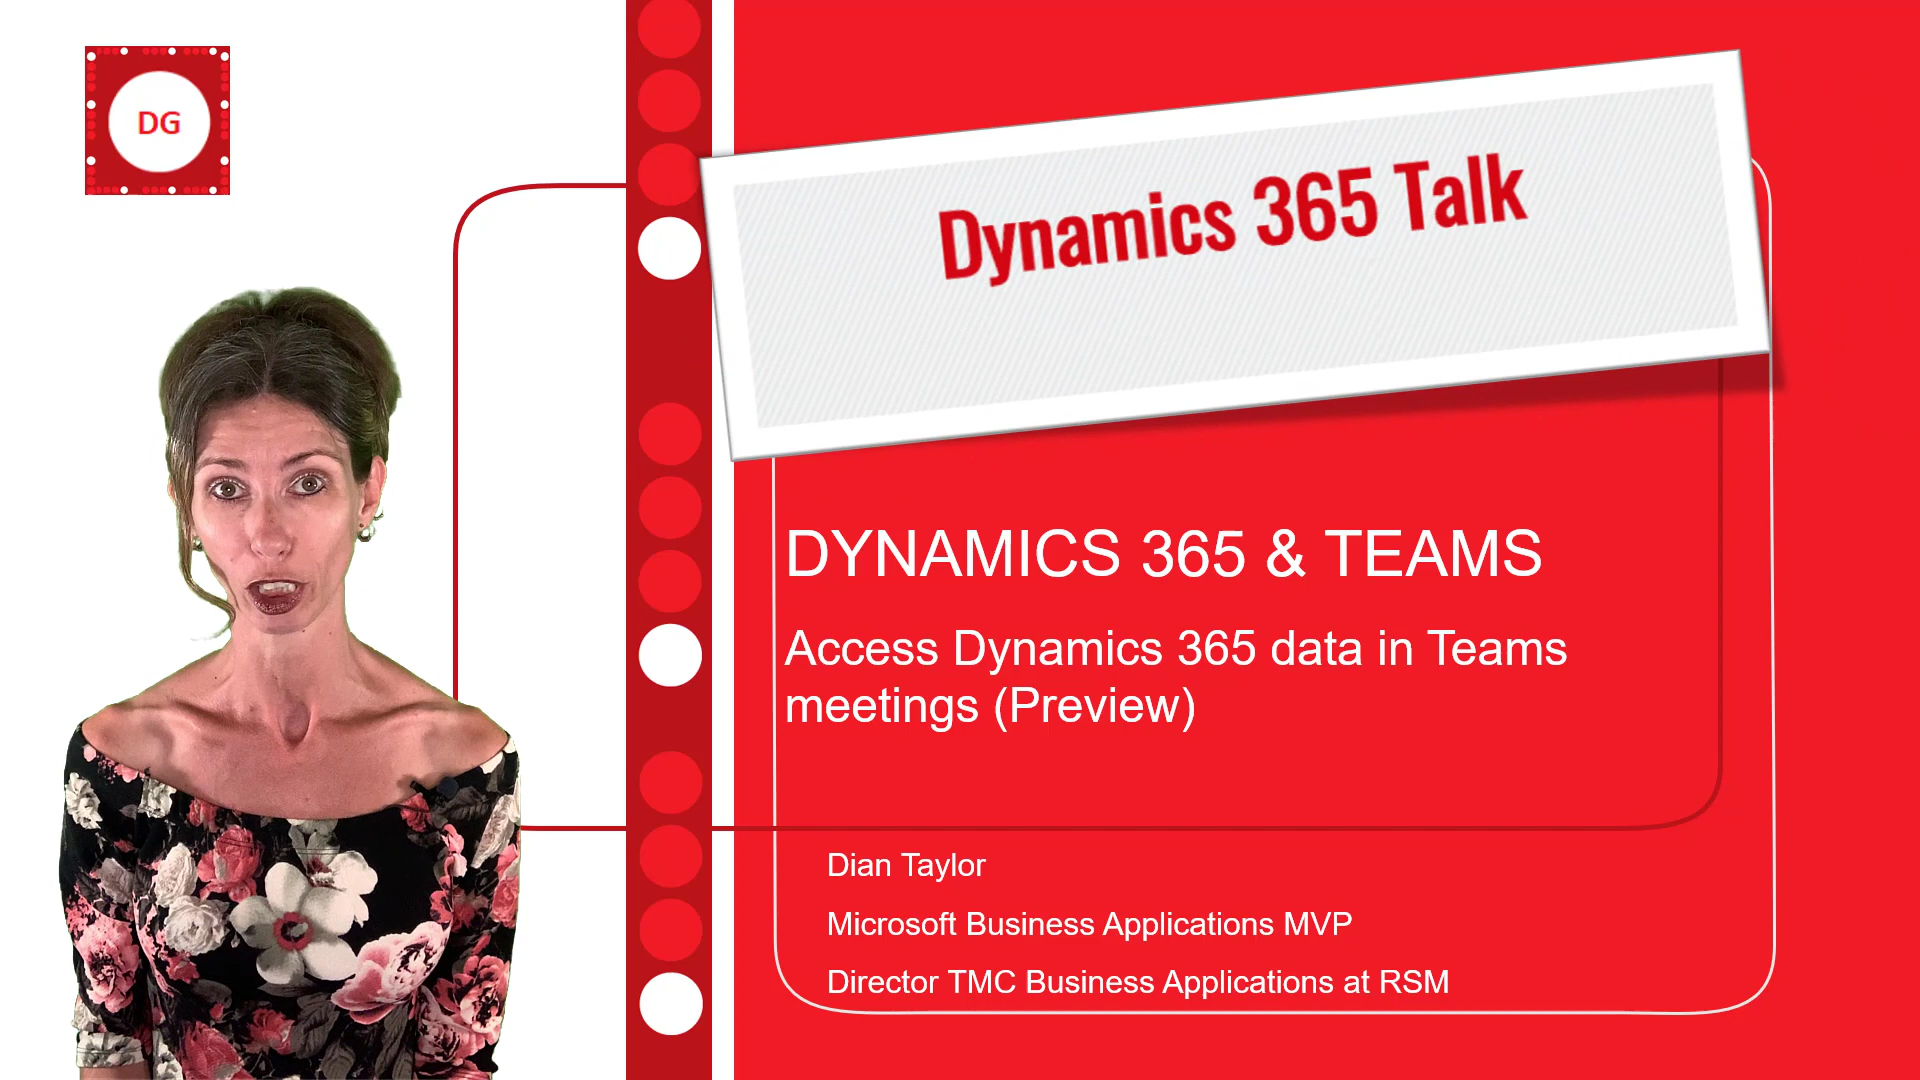 DG
Dynamics 365 Talk
DYNAMICS 365 & TEAMS
Access Dynamics 365 data in Teams
meetings (Preview)
Dian Taylor
Microsoft Business Applications MVP
Director TMC Business Applications at RSM